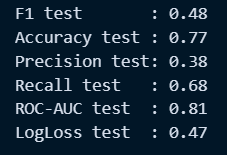 F1 test        : 0.48
Accuracy test : 0.77
Precision test: 0.38
Recall test   : 0.68
ROC-AUC test  : 0.81
LogLoss test  : 0.47